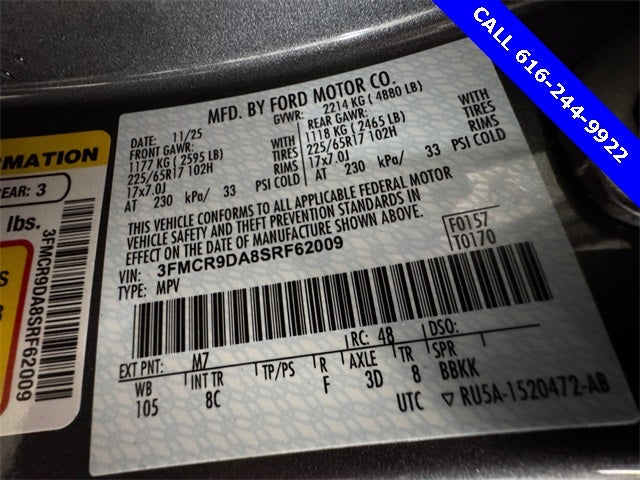 CALL 616-244-9922
MFD. BY FORD MOTOR CO.
DATE: 11/25 GVWR: 2214 KG ( 4880 LB)
FRONT GAWR: REAR GAWR:
1177 KG ( 2595 LB) WITH 1118 KG ( 2465 LB) WITH
225/65R17 102H TIRES 225/65R17 102H TIRES
17x7.0J RIMS 17x7.0J RIMS
AT 230 kPa/ 33 PSI COLD AT 230 kPa/ 33 PSI COLD
THIS VEHICLE CONFORMS TO ALL APPLICABLE FEDERAL MOTOR
VEHICLE SAFETY AND THEFT PREVENTION STANDARDS IN
EFFECT ON THE DATE OF MANUFACTURE SHOWN ABOVE.
VIN: 3FMCR9DA8SRF62009 F0157
TYPE: MPV T0170
EXT PNT: M7 RC: 48 DSO:
WB INT TR TP/PS R AXLE TR SPR
105 8C F 3D 8 BBKK
UTC ▽ RU5A-1520472-AB
RMATION
EAR: 3
lbs.
3FMCR9DA8SRF62009